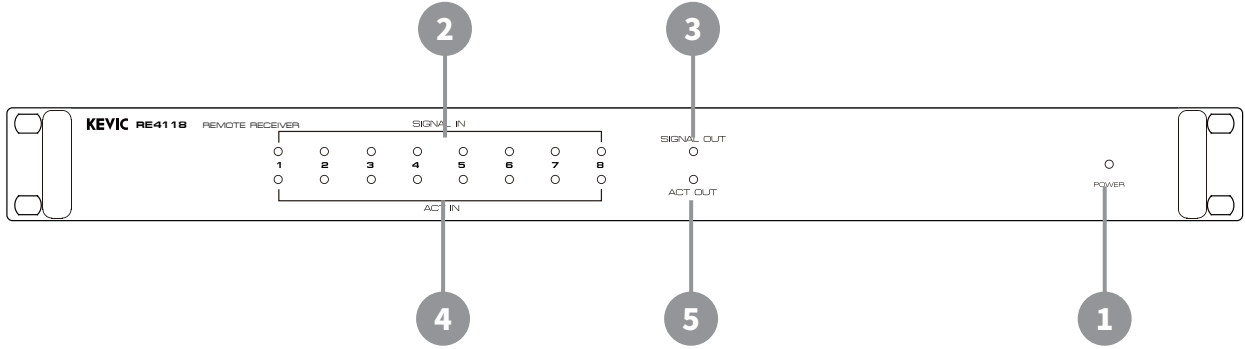 2 3
KEVIC RE4118 REMOTE RECEIVER SIGNAL IN
SIGNAL OUT
1 2 3 4 5 6 7 8
POWER
ACT OUT
ACT IN
4 5 1